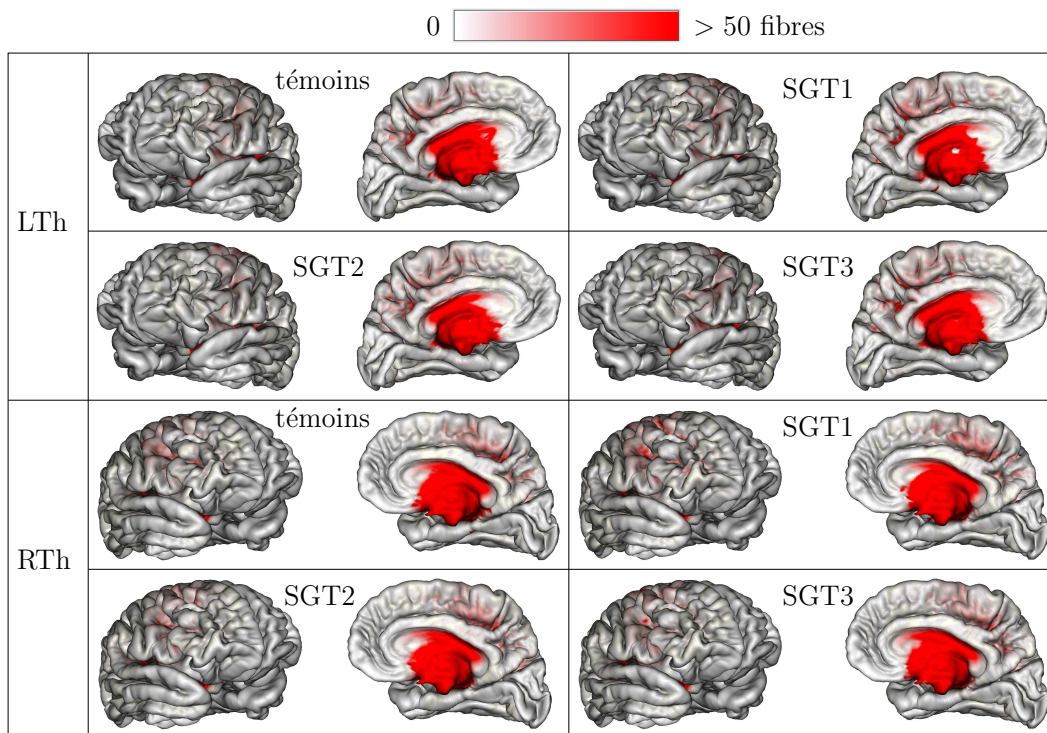 0 > 50 fibres
témoins SGT1
LTh
SGT2 SGT3
témoins SGT1
RTh
SGT2 SGT3